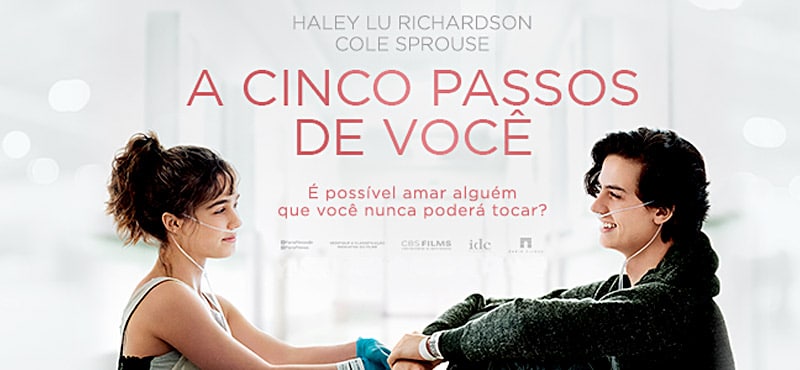 HALEY LU RICHARDSON
COLE SPROUSE
A CINCO PASSOS
DE VOCÊ
É possível amar alguém
que você nunca poderá tocar?
CBS FILMS
idc